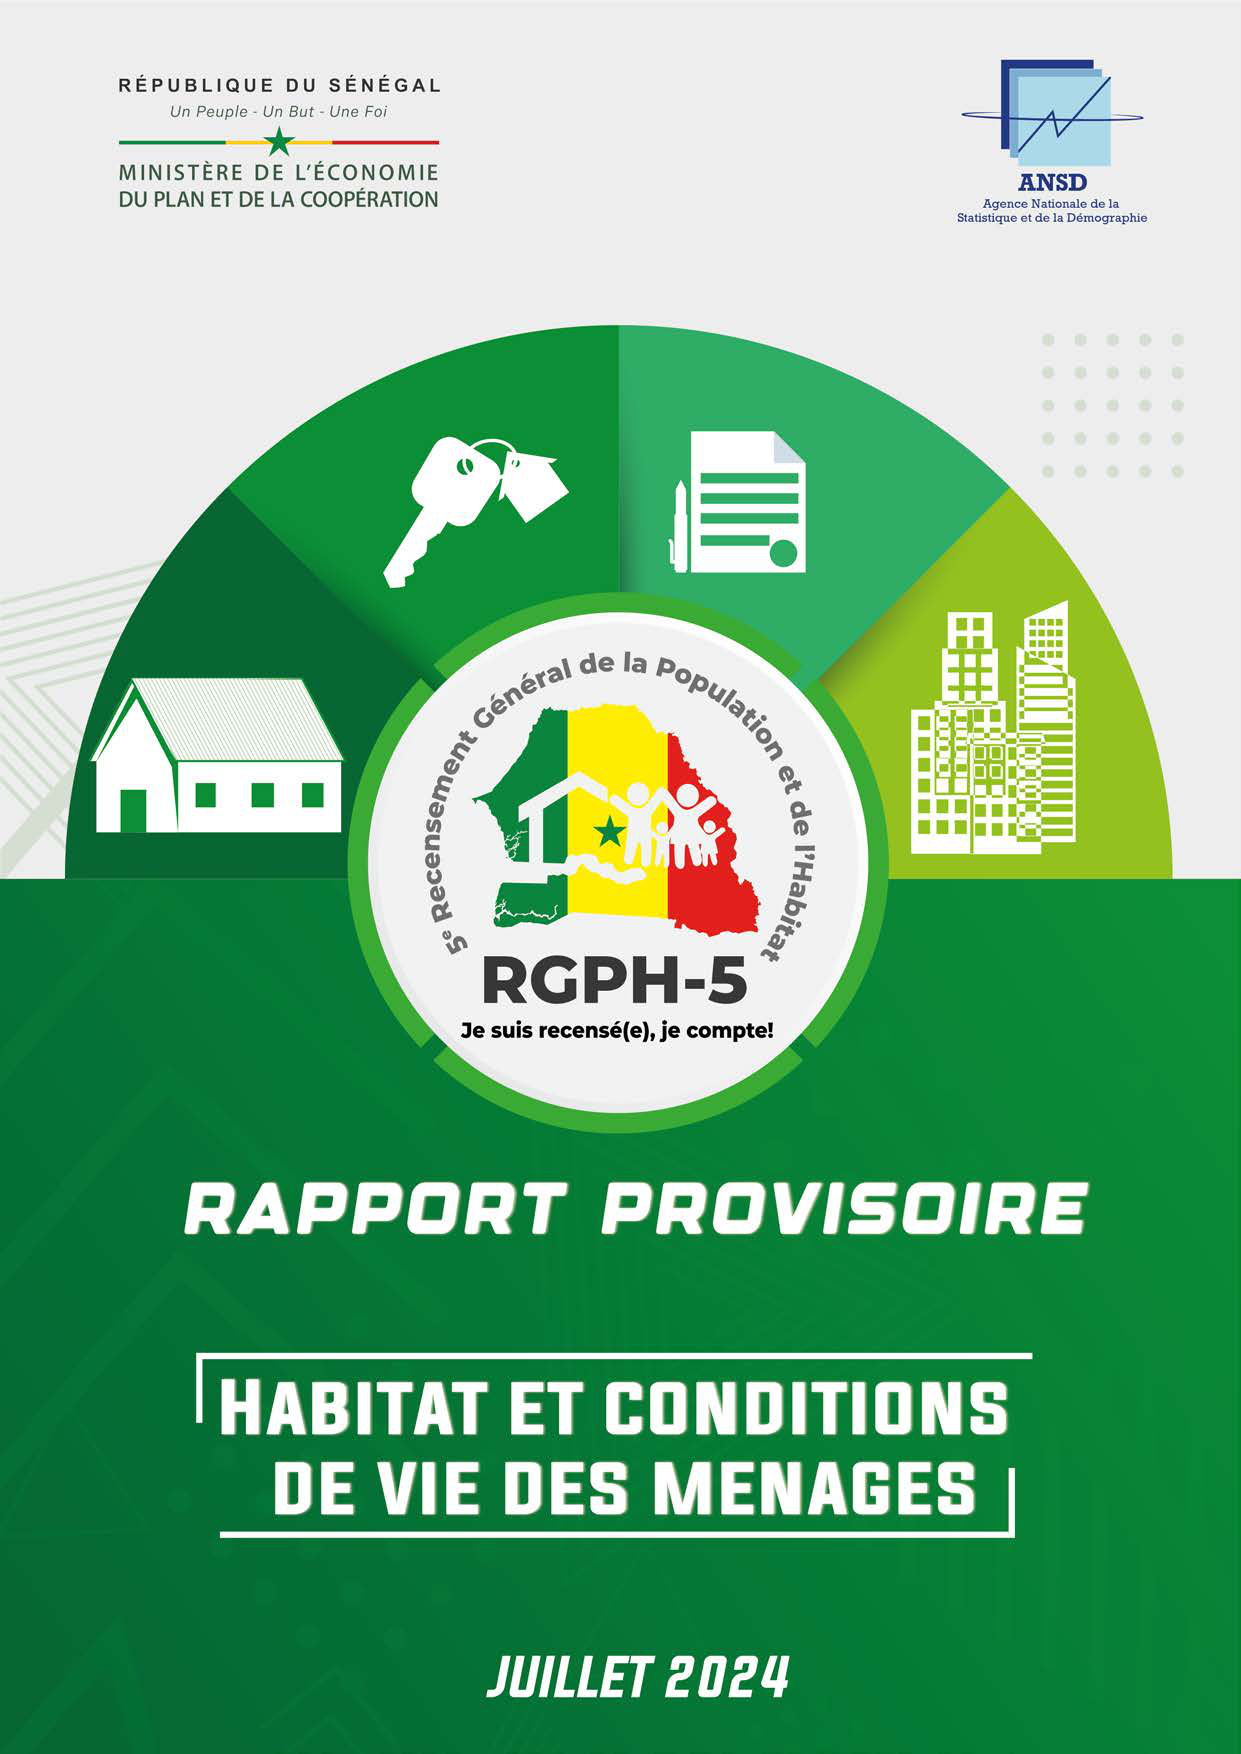 RÉPUBLIQUE DU SÉNÉGAL
Un Peuple - Un But - Une Foi
MINISTÈRE DE L'ÉCONOMIE
DU PLAN ET DE LA COOPÉRATION
ANSD
Agence Nationale de la
Statistique et de la Démographie
5e Recensement Général de la Population et de l'Habitat
RGPH-5
Je suis recensé(e), je compte!
RAPPORT PROVISOIRE
HABITAT ET CONDITIONS
DE VIE DES MENAGES
JUILLET 2024